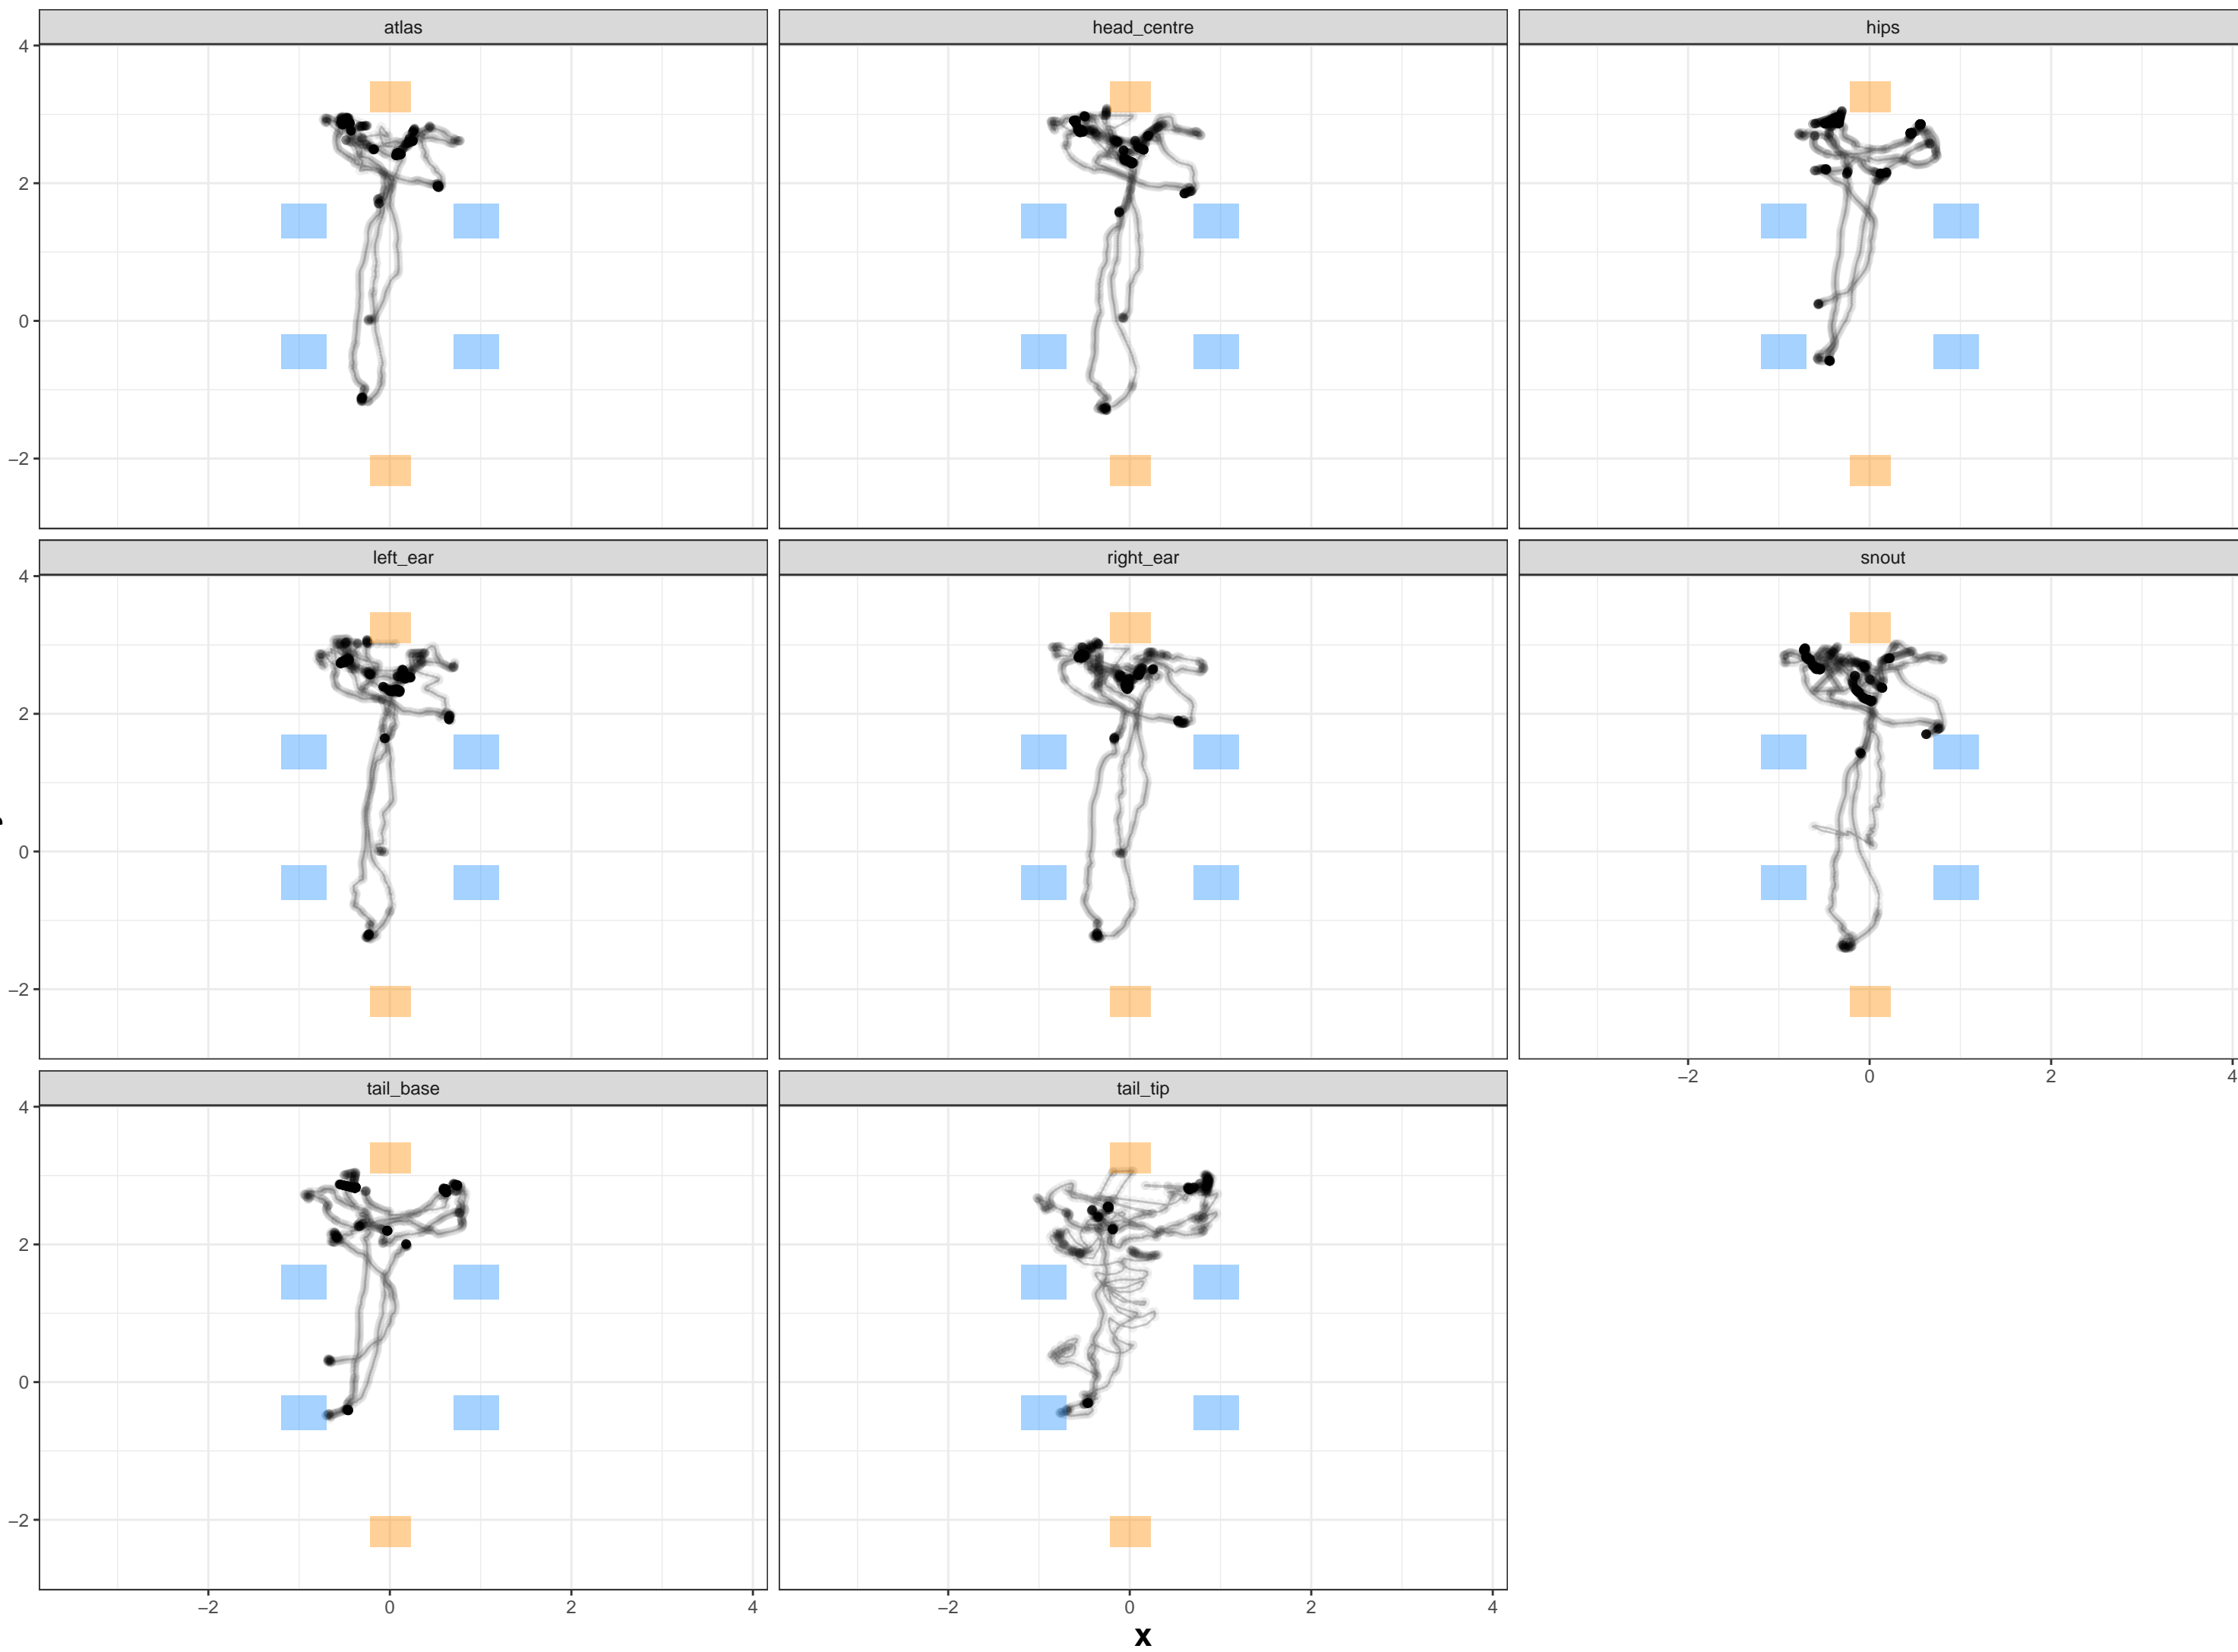 atlas head_centre hips
4
2
0
−2
left_ear right_ear snout
4
2
0
−2
−2 0 2 4
tail_base tail_tip
4
2
0
−2
−2 0 2 4 −2 0 2 4
x